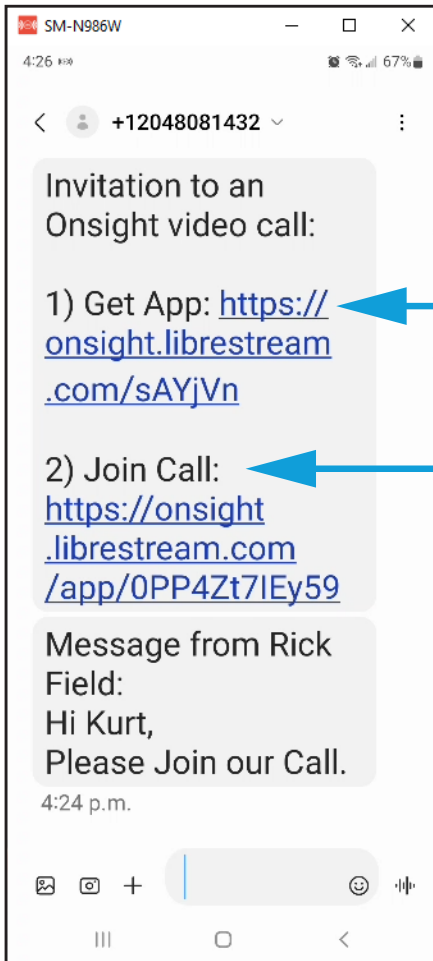 SM-N986W
4:26 67%
+12048081432
Invitation to an
Onsight video call:
1) Get App: https://
onsight.librestream
.com/sAYjVn
2) Join Call:
https://onsight
.librestream.com
/app/0PP4Zt7IEy59
Message from Rick
Field:
Hi Kurt,
Please Join our Call.
4:24 p.m.